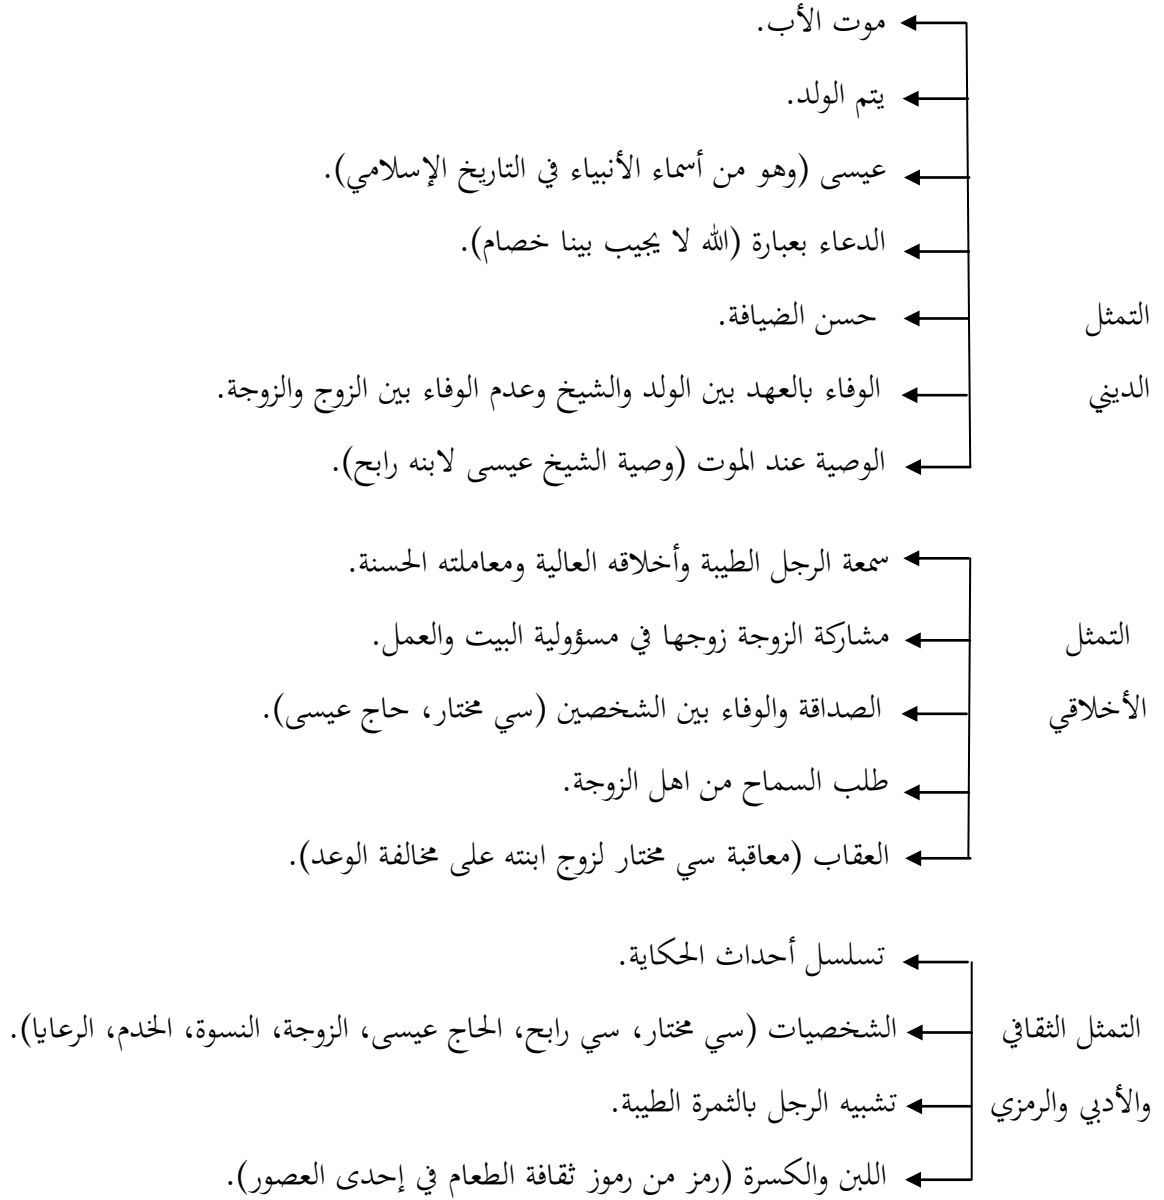 موت الأب.
يتم الولد.
عيسى (وهو من أسماء الأنبياء في التاريخ الإسلامي).
الدعاء بعبارة (الله لا يجيب بينا خصام).
التمثل حسن الضيافة.
الديني الوفاء بالعهد بين الولد والشيخ وعدم الوفاء بين الزوج والزوجة.
الوصية عند الموت (وصية الشيخ عيسى لابنه رابح).
سمعة الرجل الطيبة وأخلاقه العالية ومعاملته الحسنة.
التمثل مشاركة الزوجة زوجها في مسؤولية البيت والعمل.
الأخلاقي الصداقة والوفاء بين الشخصين (سي مختار، حاج عيسى).
طلب السماح من اهل الزوجة.
العقاب (معاقبة سي مختار لزوج ابنته على مخالفة الوعد).
تسلسل أحداث الحكاية.
التمثل الثقافي الشخصيات (سي مختار، سي رابح، الحاج عيسى، الزوجة، النسوة، الخدم، الرعايا).
والأدبي والرمزي تشبيه الرجل بالثمرة الطيبة.
اللبن والكسرة (رمز من رموز ثقافة الطعام في إحدى العصور).